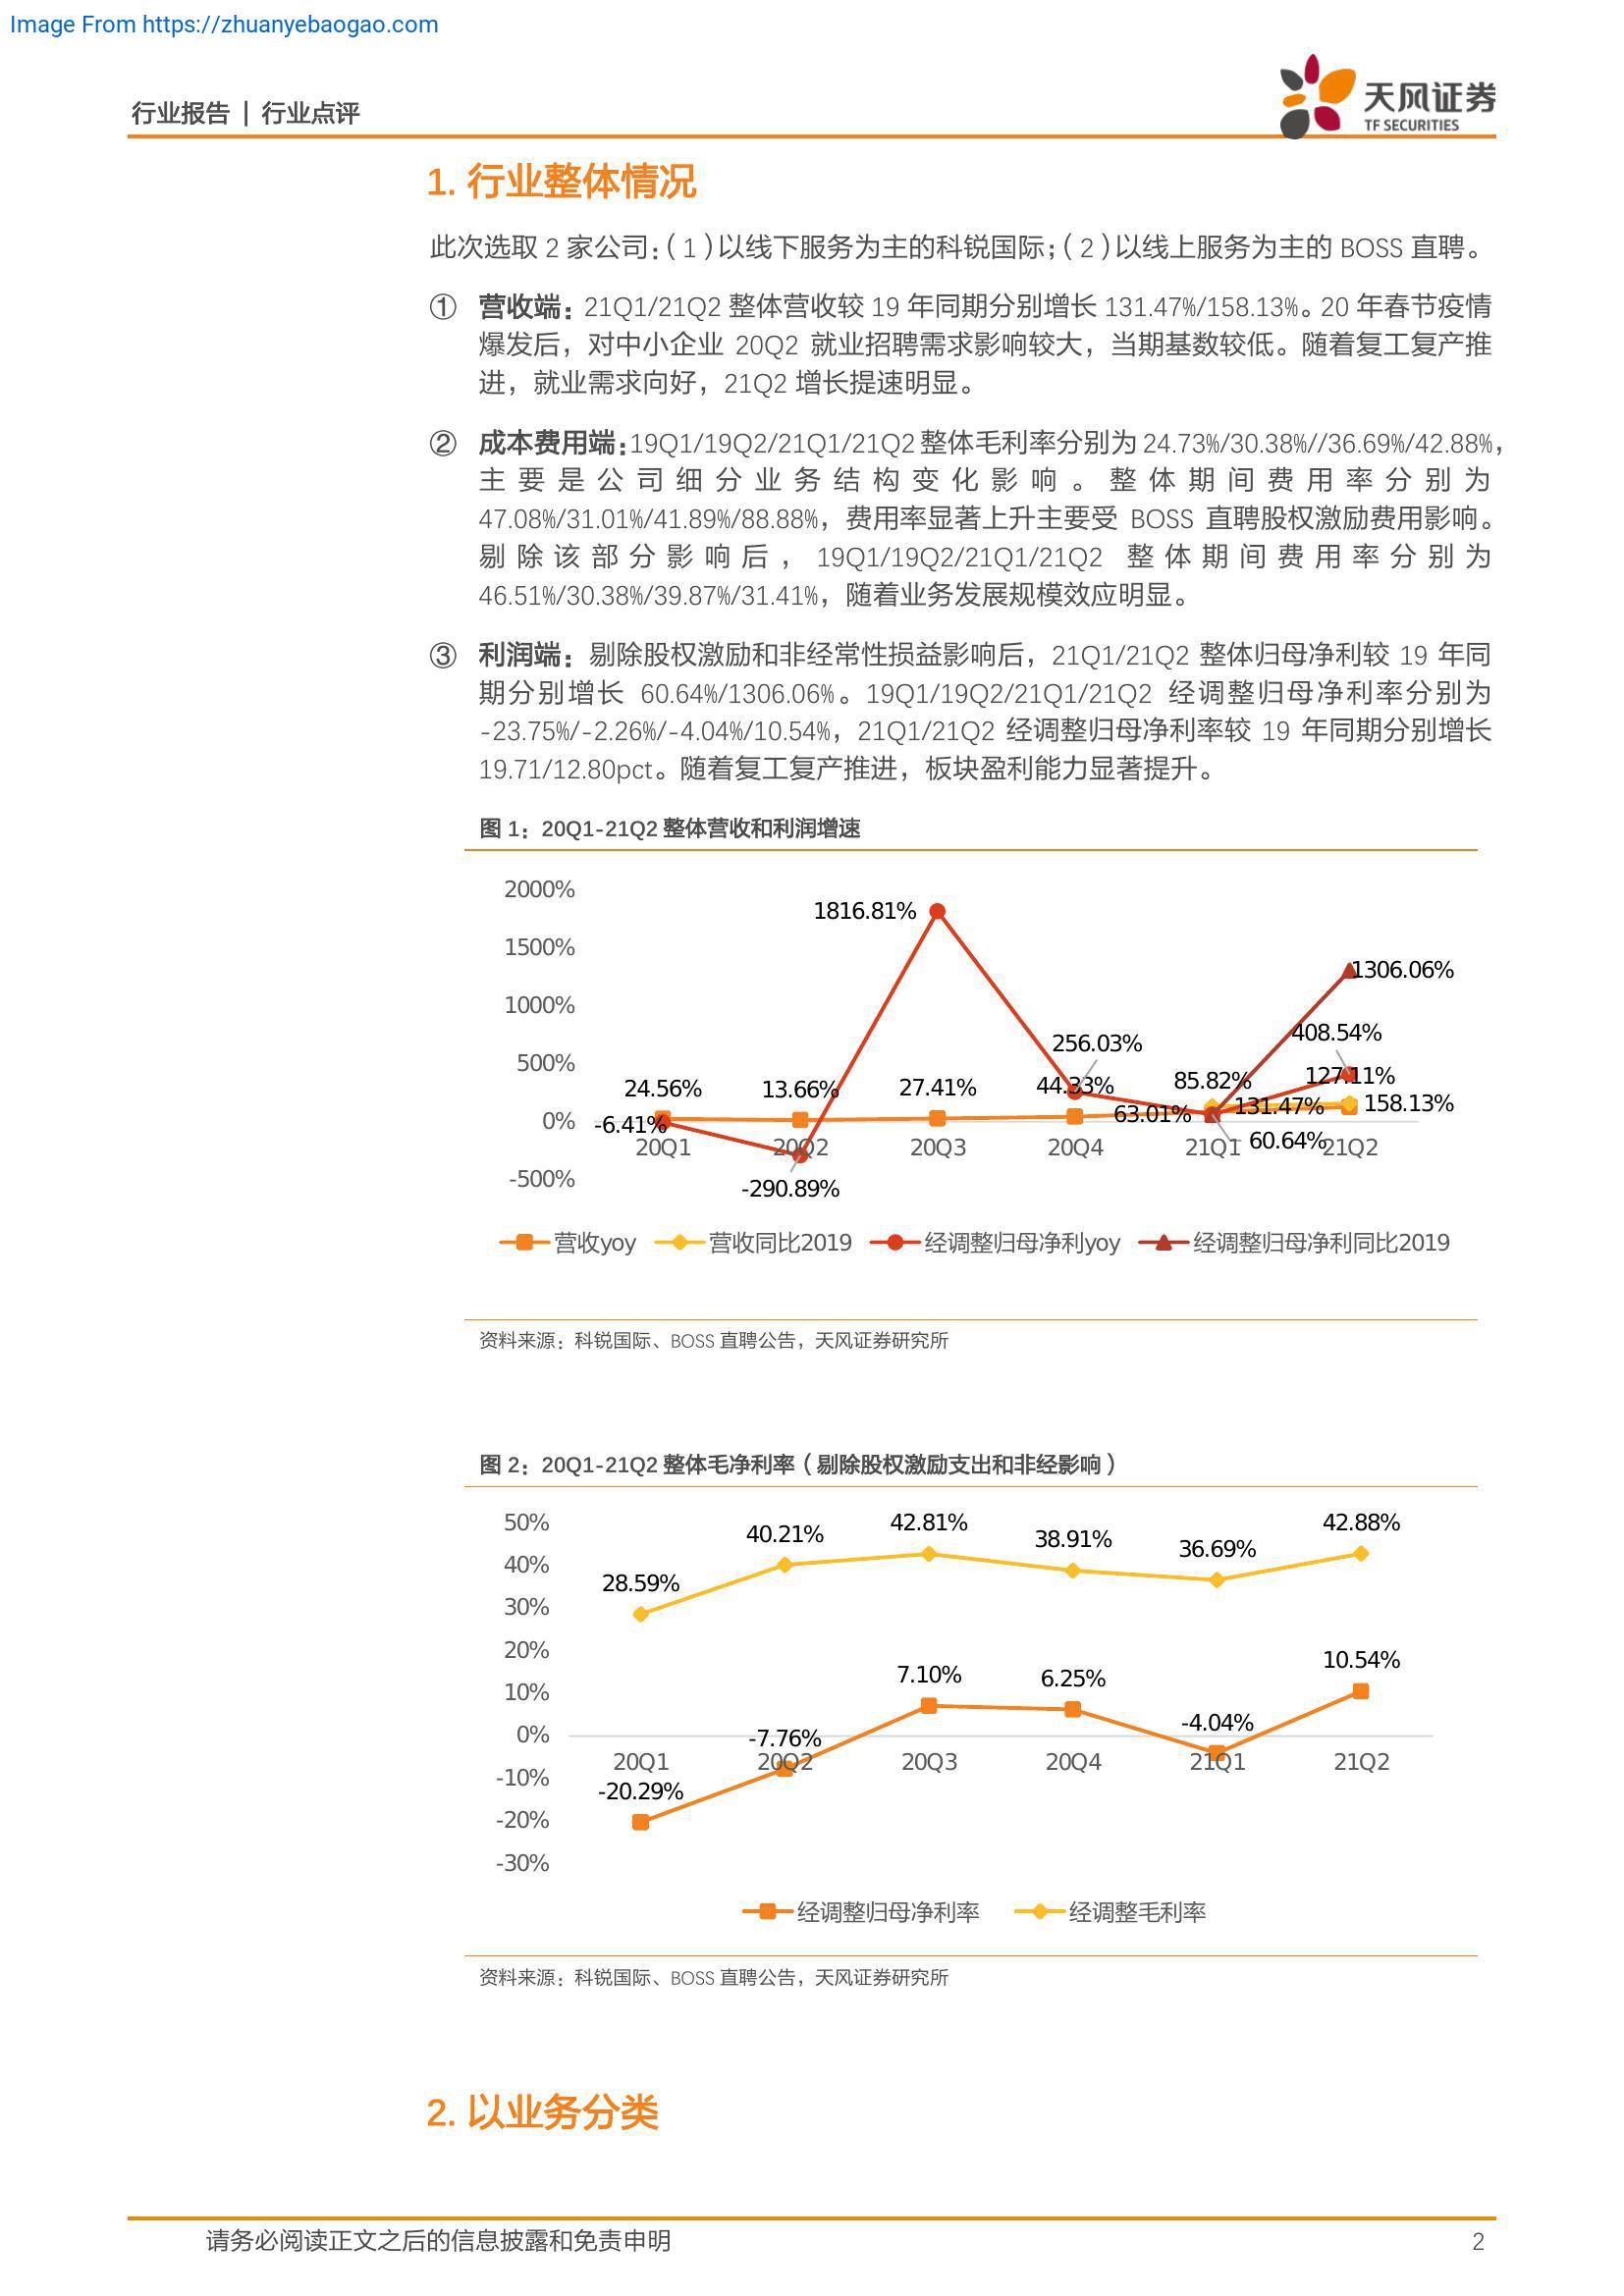 Image From https://zhuanyebaogao.com
行业报告 | 行业点评
天风证券
TF SECURITIES
1. 行业整体情况
此次选取 2 家公司：（1）以线下服务为主的科锐国际；（2）以线上服务为主的 BOSS 直聘。
① 营收端：21Q1/21Q2 整体营收较 19 年同期分别增长 131.47%/158.13%。20 年春节疫情
爆发后，对中小企业 20Q2 就业招聘需求影响较大，当期基数较低。随着复工复产推
进，就业需求向好，21Q2 增长提速明显。
② 成本费用端：19Q1/19Q2/21Q1/21Q2 整体毛利率分别为 24.73%/30.38%//36.69%/42.88%，
主要是公司细分业务结构变化影响。整体期间费用率分别为
47.08%/31.01%/41.89%/88.88%，费用率显著上升主要受 BOSS 直聘股权激励费用影响。
剔除该部分影响后，19Q1/19Q2/21Q1/21Q2 整体期间费用率分别为
46.51%/30.38%/39.87%/31.41%，随着业务发展规模效应明显。
③ 利润端：剔除股权激励和非经常性损益影响后，21Q1/21Q2 整体归母净利较 19 年同
期分别增长 60.64%/1306.06%。19Q1/19Q2/21Q1/21Q2 经调整归母净利率分别为
-23.75%/-2.26%/-4.04%/10.54%，21Q1/21Q2 经调整归母净利率较 19 年同期分别增长
19.71/12.80pct。随着复工复产推进，板块盈利能力显著提升。
图 1：20Q1-21Q2 整体营收和利润增速
2000%
1500%
1000%
500%
0%
-500%
1816.81%
1306.06%
256.03%
408.54%
24.56%
13.66%
27.41%
44.33%
85.82%
127.11%
-6.41%
63.01%
131.47%
158.13%
60.64%
-290.89%
20Q1 20Q2 20Q3 20Q4 21Q1 21Q2
营收yoy 营收同比2019 经调整归母净利yoy 经调整归母净利同比2019
资料来源：科锐国际、BOSS 直聘公告，天风证券研究所
图 2：20Q1-21Q2 整体毛净利率（剔除股权激励支出和非经影响）
50%
40%
30%
20%
10%
0%
-10%
-20%
-30%
28.59% 40.21% 42.81% 38.91% 36.69% 42.88%
-20.29% -7.76% 7.10% 6.25% -4.04% 10.54%
20Q1 20Q2 20Q3 20Q4 21Q1 21Q2
经调整归母净利率 经调整毛利率
资料来源：科锐国际、BOSS 直聘公告，天风证券研究所
2. 以业务分类
请务必阅读正文之后的信息披露和免责申明
2